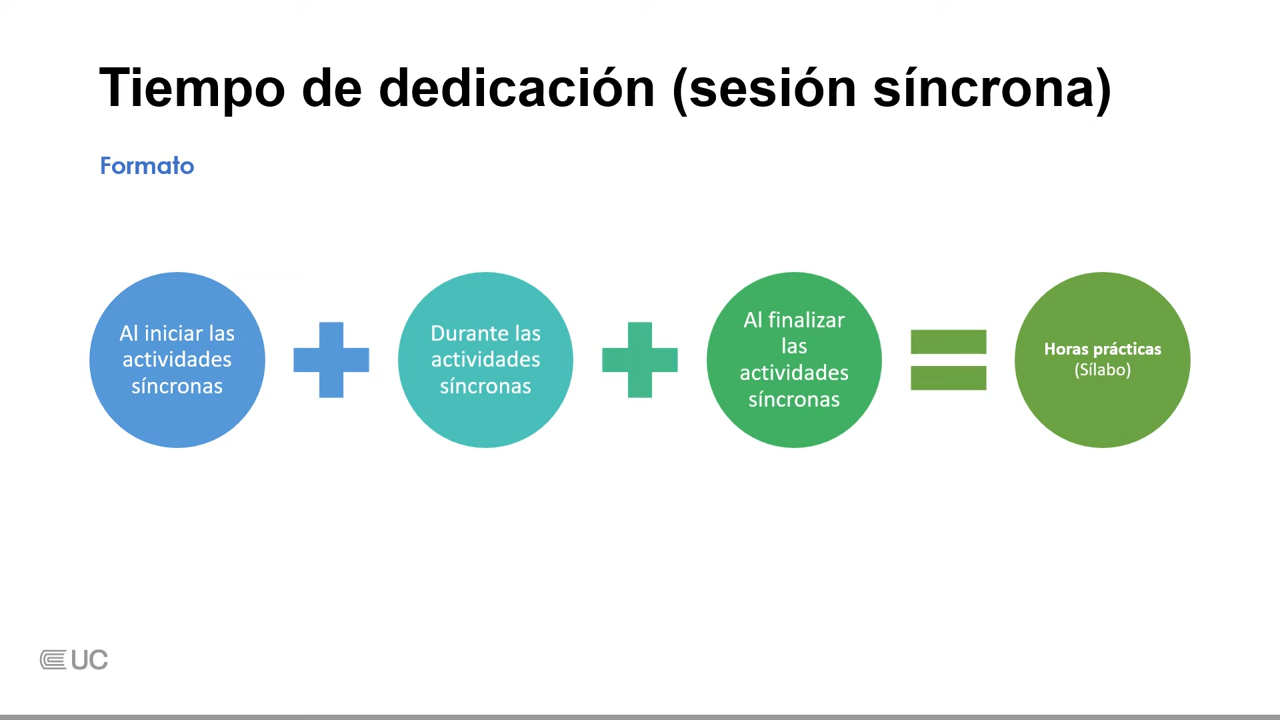 Tiempo de dedicación (sesión síncrona)
Formato
Al iniciar las
actividades
síncronas
Durante las
actividades
síncronas
Al finalizar
las
actividades
síncronas
Horas prácticas
(Sílabo)
UC